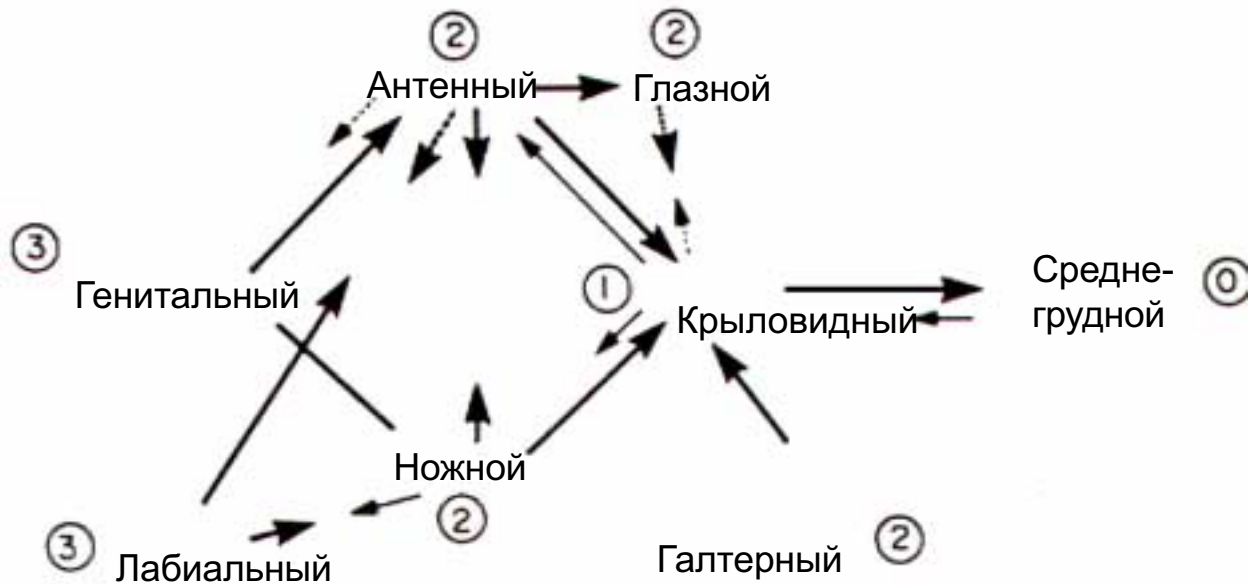 2 2
Антенный Глазной
3
Генитальный
1
Крыловидный
Средне-
грудной
0
Ножной
2
3 Лабиальный
Галтерный 2